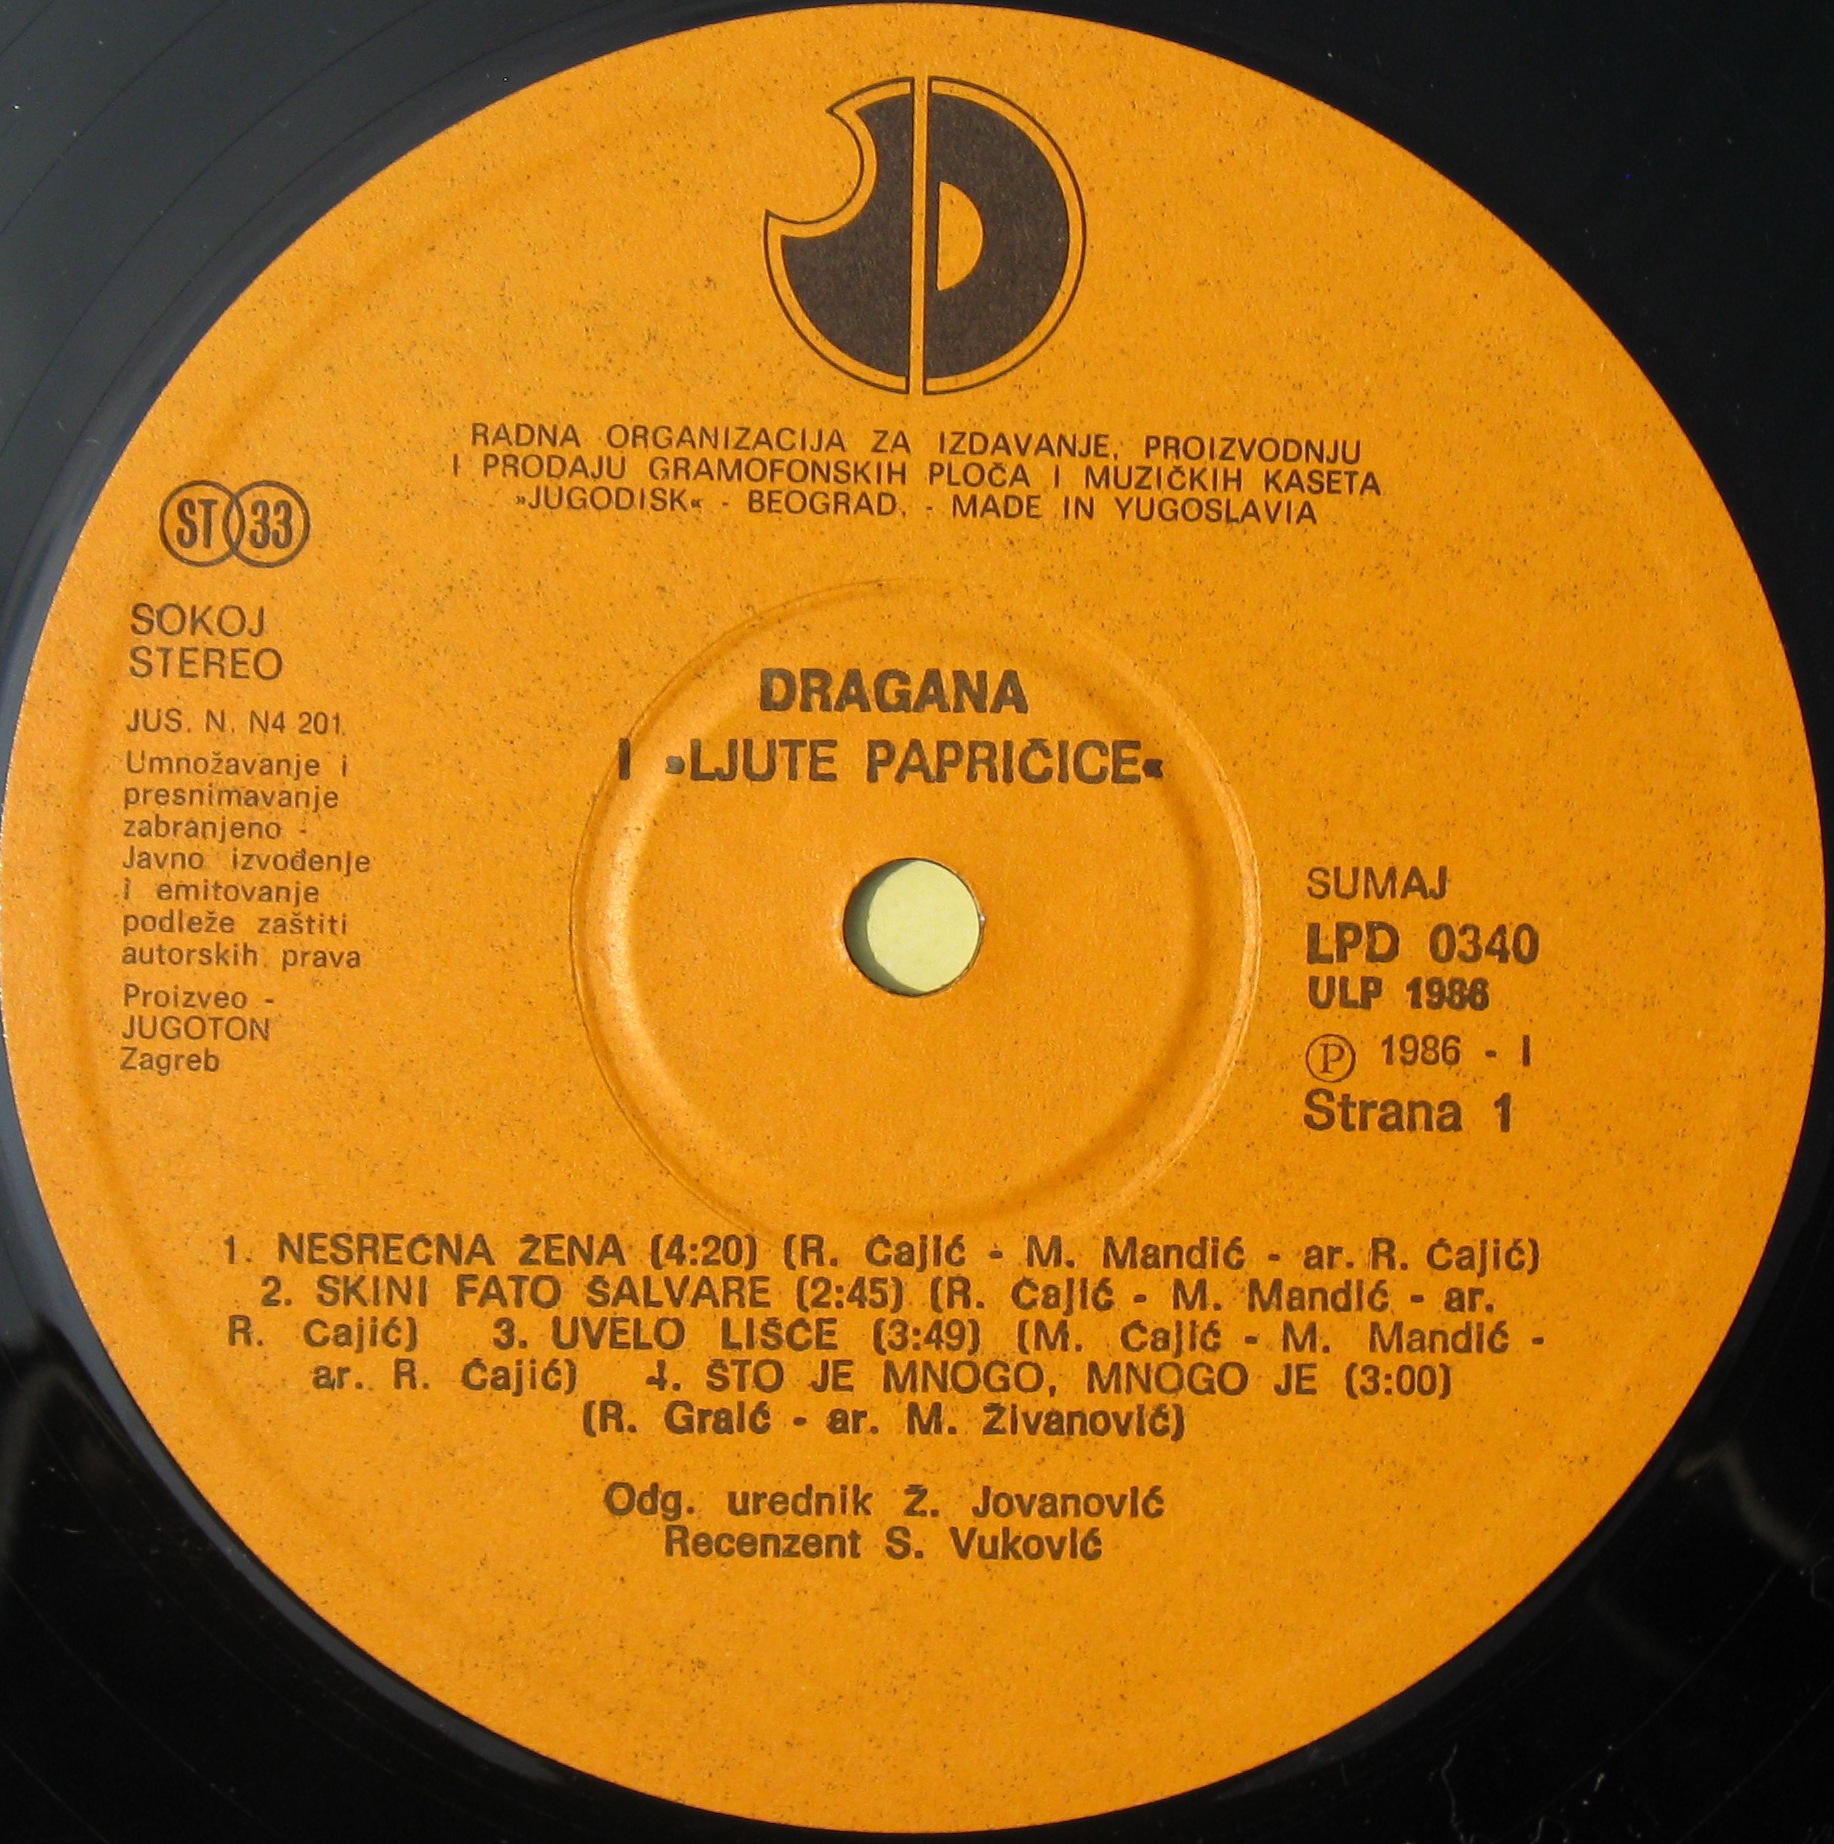 RADNA ORGANIZACIJA ZA IZDAVANJE, PROIZVODNJU
I PRODAJU GRAMOFONSKIH PLOČA I MUZIČKIH KASETA
»JUGODISK« - BEOGRAD, - MADE IN YUGOSLAVIA
ST 33
SOKOJ
STEREO
JUS. N. N4 201.
Umnožavanje i
presnimavanje
zabranjeno -
Javno izvođenje
i emitovanje
podleže zaštiti
autorskih prava
Proizveo -
JUGOTON
Zagreb
DRAGANA
I »LJUTE PAPRIČICE«
SUMAJ
LPD 0340
ULP 1986
Ⓟ 1986 - I
Strana 1
1. NESREĆNA ŽENA (4:20) (R. Čajić - M. Mandić - ar. R. Čajić)
2. SKINI FATO ŠALVARE (2:45) (R. Čajić - M. Mandić - ar.
R. Čajić) 3. UVELO LIŠĆE (3:49) (M. Čajić - M. Mandić -
ar. R. Čajić) 4. ŠTO JE MNOGO, MNOGO JE (3:00)
(R. Graić - ar. M. Živanović)
Odg. urednik Ž. Jovanović
Recenzent S. Vuković